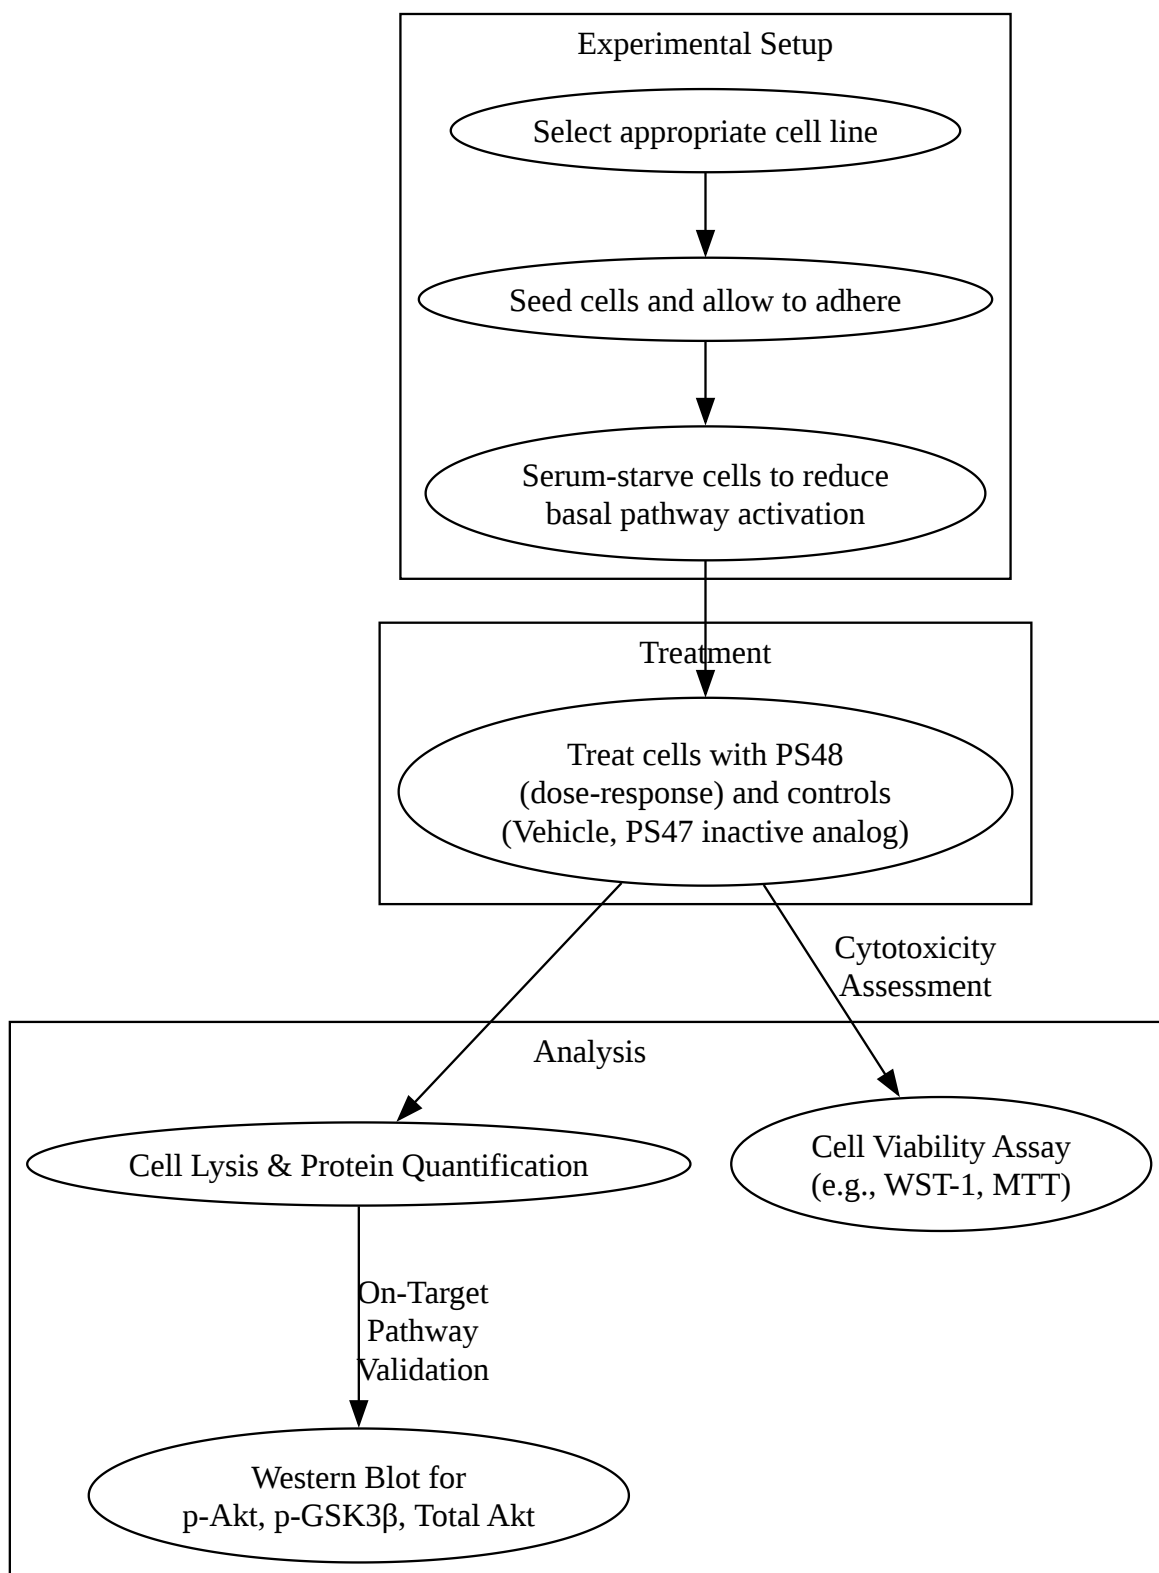 Experimental Setup
Select appropriate cell line
Seed cells and allow to adhere
Serum-starve cells to reduce
basal pathway activation
Treatment
Treat cells with PS48
(dose-response) and controls
(Vehicle, PS47 inactive analog)
Cytotoxicity
Assessment
Analysis
Cell Lysis & Protein Quantification
Cell Viability Assay
(e.g., WST-1, MTT)
On-Target
Pathway
Validation
Western Blot for
p-Akt, p-GSK3β, Total Akt